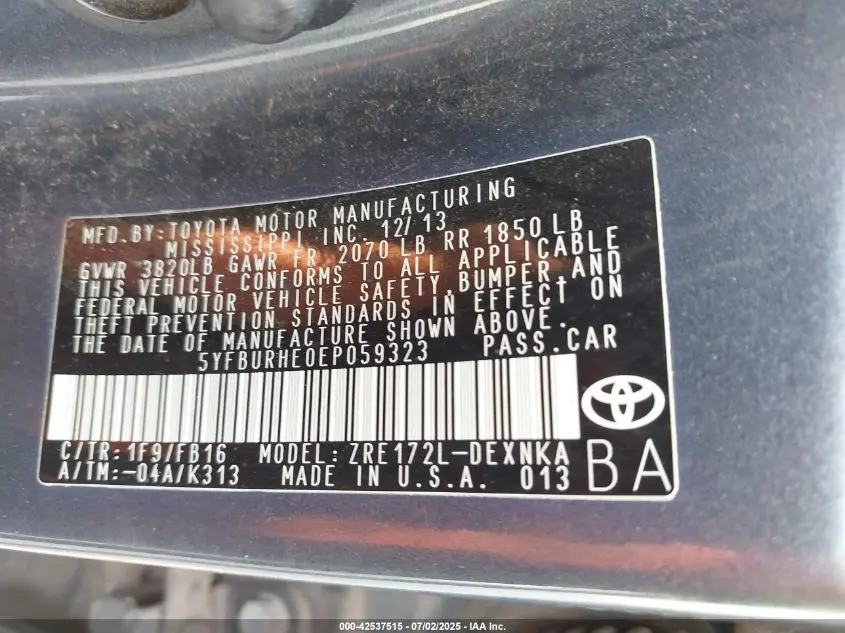 MFD. BY: TOYOTA MOTOR MANUFACTURING
MISSISSIPPI, INC. 12/13
GVWR 3820LB GAWR FR 2070 LB RR 1850 LB
THIS VEHICLE CONFORMS TO ALL APPLICABLE
FEDERAL MOTOR VEHICLE SAFETY,BUMPER,AND
THEFT PREVENTION STANDARDS IN EFFECT ON
THE DATE OF MANUFACTURE SHOWN ABOVE.
5YFBURHE0EP059323 PASS.CAR
C/TR:1F9/FB16 MODEL:ZRE172L-DEXNKA
A/TM:-04A/K313 MADE IN U.S.A. 013 BA
000-42537515 - 07/02/2025 - IAA Inc.